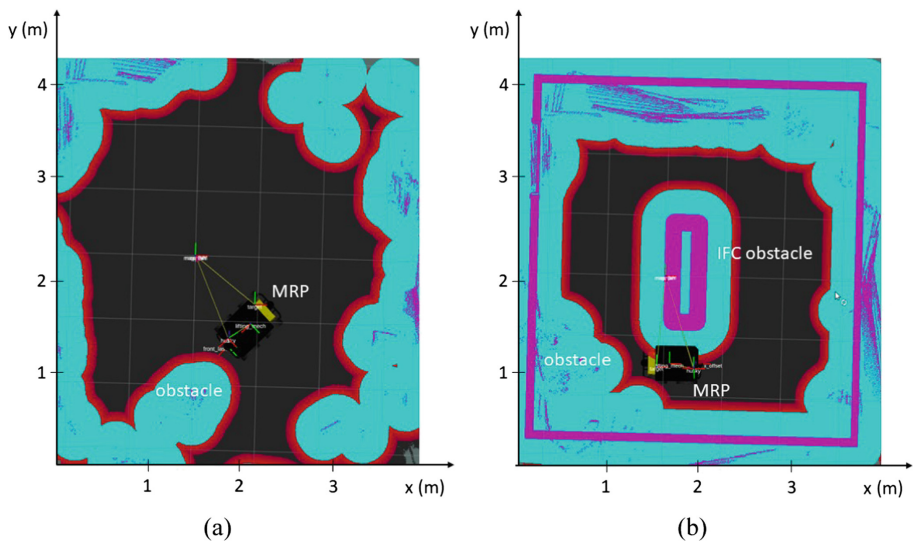 y (m)
4
3
2
1
MRP
obstacle
1
2
3
x (m)
(a)
y (m)
4
3
2
1
IFC obstacle
obstacle
MRP
1
2
3
x (m)
(b)